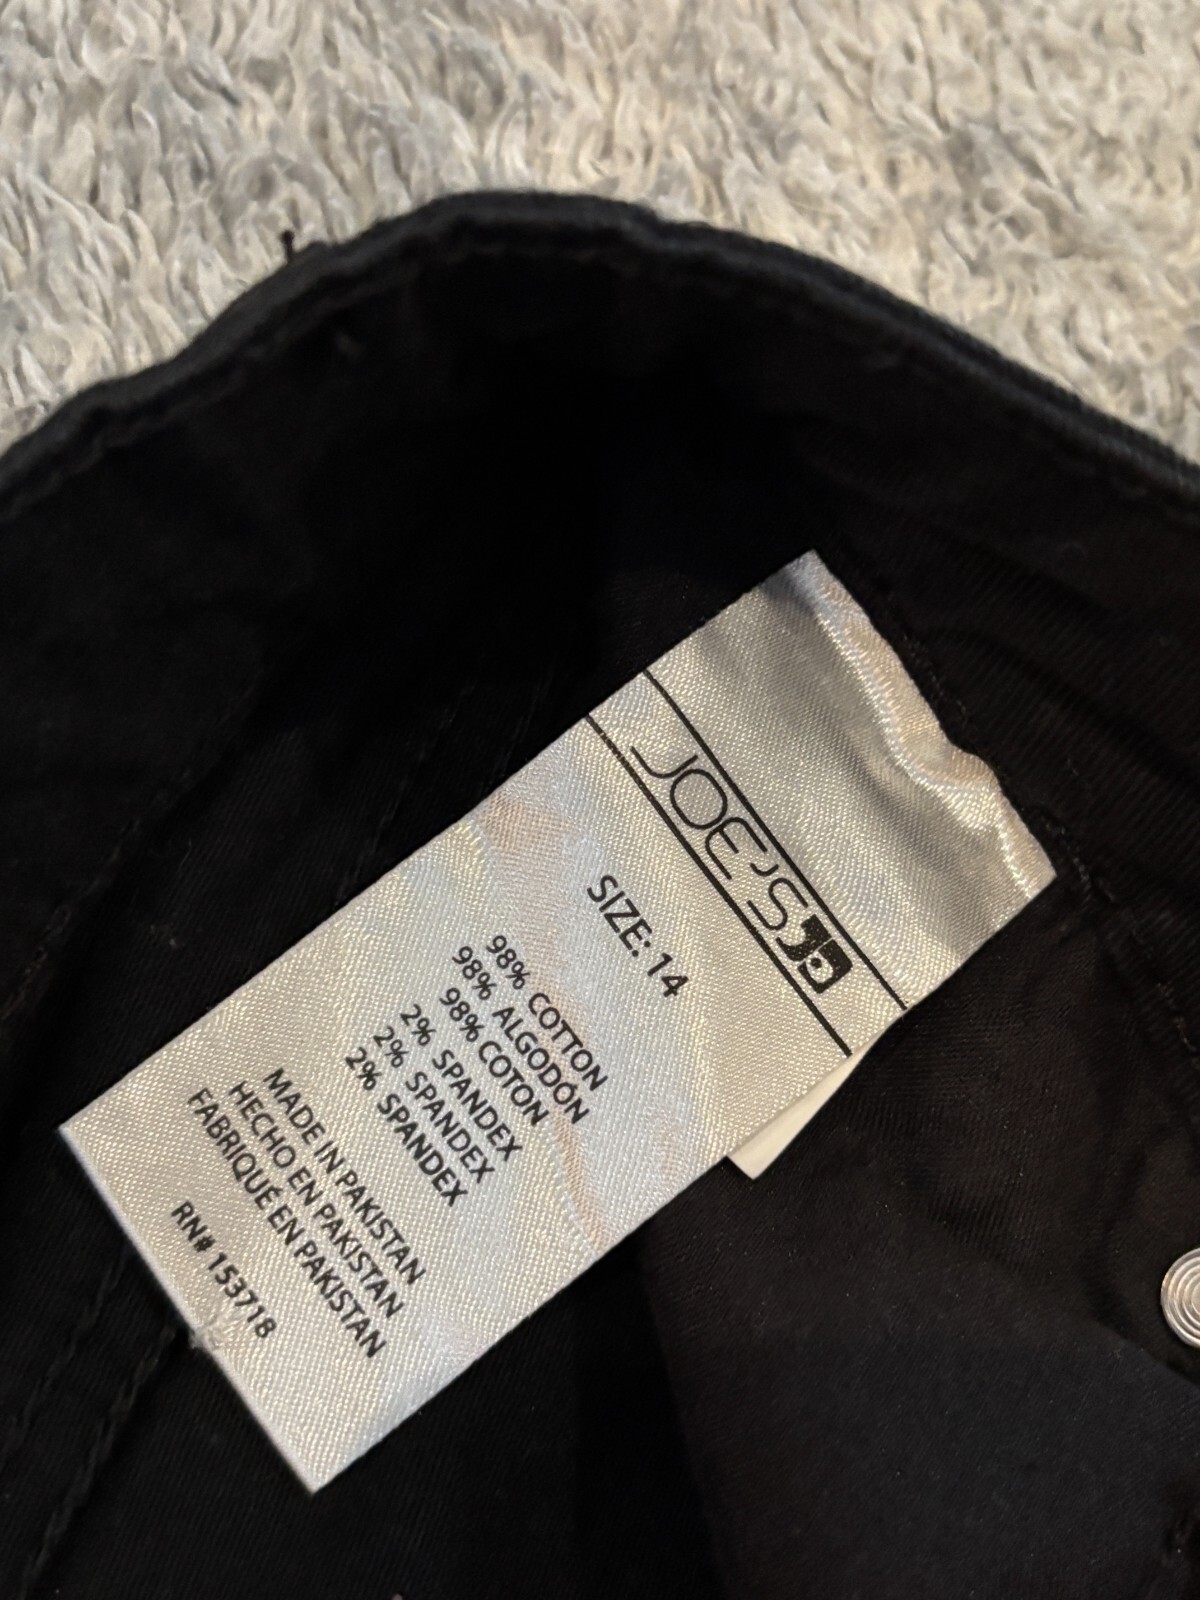 JOE'S
SIZE: 14
98% COTTON
98% ALGODÓN
98% COTON
2% SPANDEX
2% SPANDEX
2% SPANDEX
MADE IN PAKISTAN
HECHO EN PAKISTAN
FABRIQUÉ EN PAKISTAN
RN# 153718